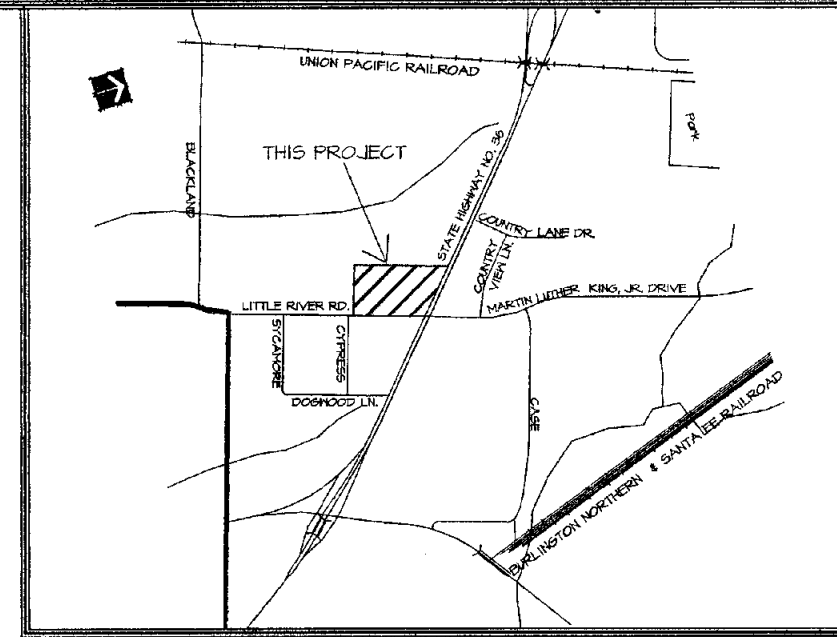 UNION PACIFIC RAILROAD
Park
BLACKLAND
THIS PROJECT
STATE HIGHWAY NO. 36
COUNTRY LANE DR.
COUNTRY
VIEW LN.
LITTLE RIVER RD.
MARTIN LUTHER KING, JR. DRIVE
SYCAMORE
CYPRESS
DOGWOOD LN.
CASE
BURLINGTON NORTHERN & SANTA FE RAILROAD